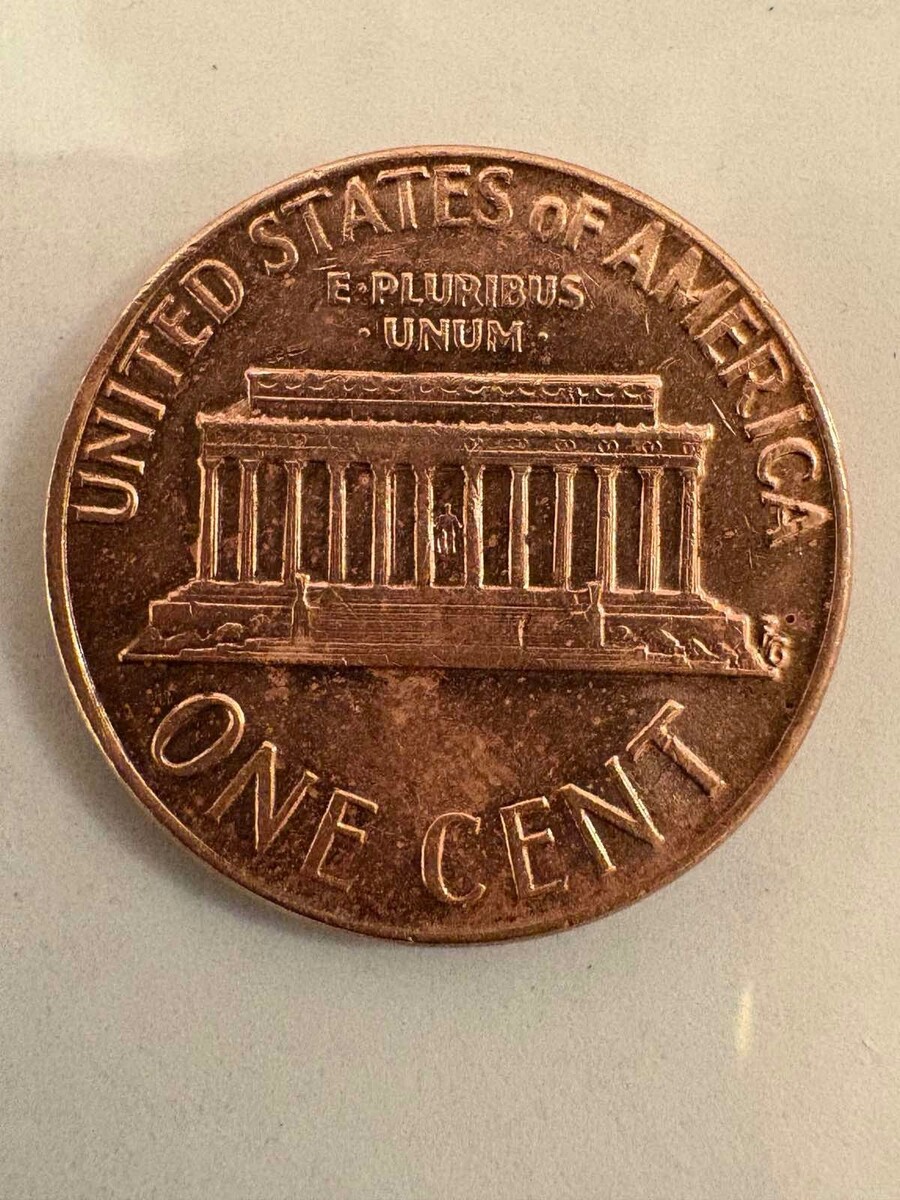 UNITED STATES OF AMERICA
E·PLURIBUS
·UNUM·
ONE CENT